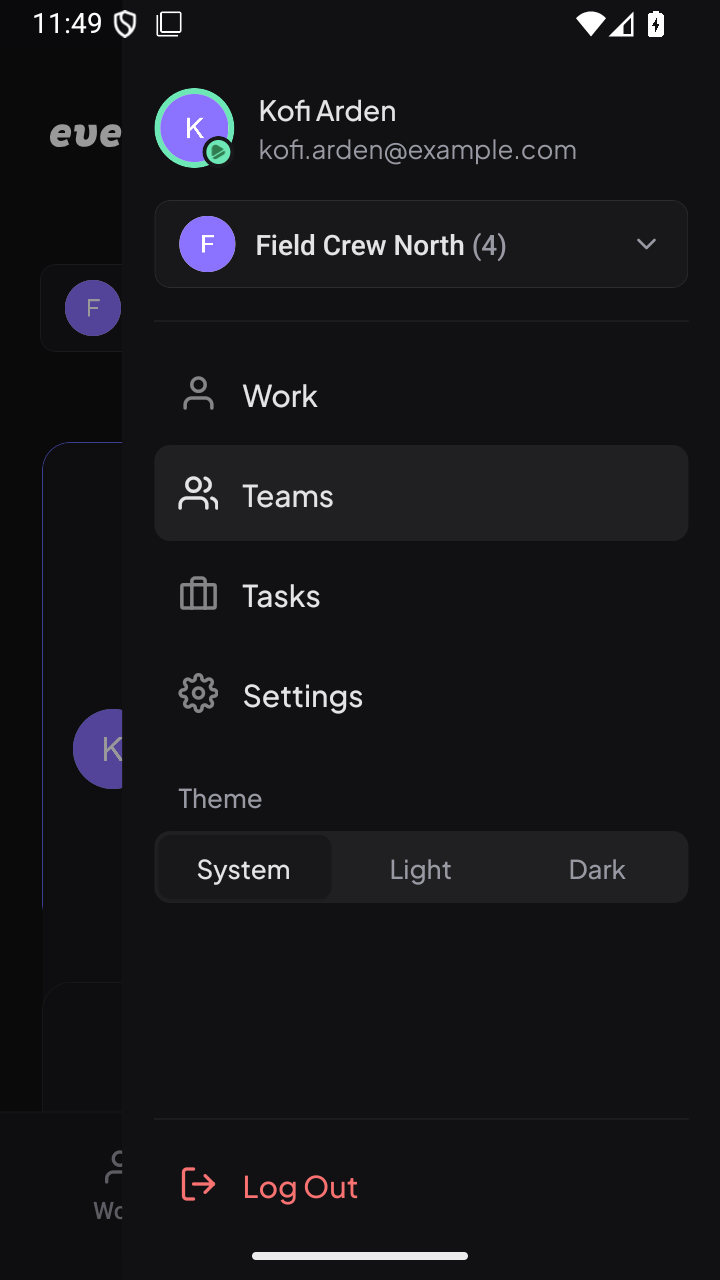 11:49
eve
K
Kofi Arden
kofi.arden@example.com
F
Field Crew North (4)
F
Work
Teams
Tasks
Settings
K
Theme
System
Light
Dark
Log Out